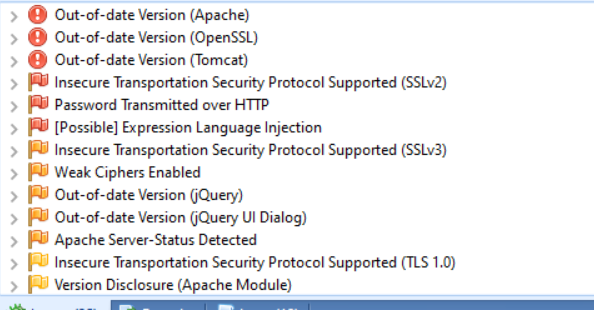 Out-of-date Version (Apache)
Out-of-date Version (OpenSSL)
Out-of-date Version (Tomcat)
Insecure Transportation Security Protocol Supported (SSLv2)
Password Transmitted over HTTP
[Possible] Expression Language Injection
Insecure Transportation Security Protocol Supported (SSLv3)
Weak Ciphers Enabled
Out-of-date Version (jQuery)
Out-of-date Version (jQuery UI Dialog)
Apache Server-Status Detected
Insecure Transportation Security Protocol Supported (TLS 1.0)
Version Disclosure (Apache Module)